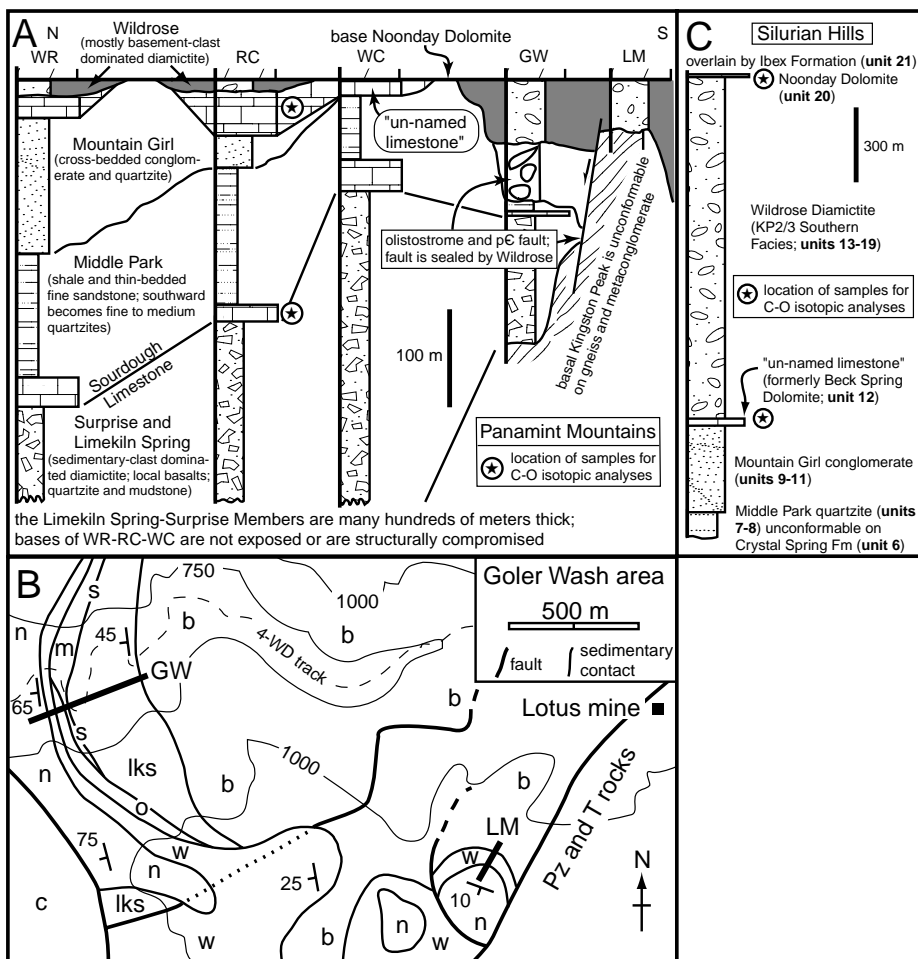 A
N
S
Wildrose
(mostly basement-clast
dominated diamictite)
base Noonday Dolomite
WR
RC
WC
GW
LM
"un-named
limestone"
Mountain Girl
(cross-bedded conglom-
erate and quartzite)
olistostrome and pЄ fault;
fault is sealed by Wildrose
basal Kingston Peak is unconformable
on gneiss and metaconglomerate
Middle Park
(shale and thin-bedded
fine sandstone; southward
becomes fine to medium
quartzites)
Sourdough
Limestone
100 m
Surprise and
Limekiln Spring
(sedimentary-clast domina-
ted diamictite; local basalts;
quartzite and mudstone)
Panamint Mountains
location of samples for
C-O isotopic analyses
the Limekiln Spring-Surprise Members are many hundreds of meters thick;
bases of WR-RC-WC are not exposed or are structurally compromised
C
Silurian Hills
overlain by Ibex Formation (unit 21)
Noonday Dolomite
(unit 20)
300 m
Wildrose Diamictite
(KP2/3 Southern
Facies; units 13-19)
location of samples for
C-O isotopic analyses
"un-named limestone"
(formerly Beck Spring
Dolomite; unit 12)
Mountain Girl conglomerate
(units 9-11)
Middle Park quartzite (units
7-8) unconformable on
Crystal Spring Fm (unit 6)
B
750
1000
Goler Wash area
500 m
fault
sedimentary
contact
s
n
m
45
b
b
4-WD track
GW
65
b
Lotus mine
s
n
lks
b
1000
b
o
Pz and T rocks
LM
w
w
75
n
25
10
N
c
lks
w
b
n
w
n